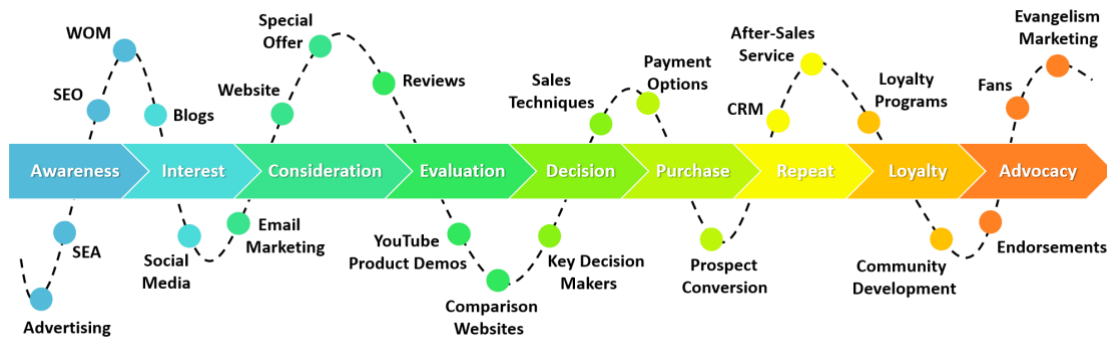 WOM
SEO
Blogs
Website
Special
Offer
Reviews
Sales
Techniques
Payment
Options
CRM
After-Sales
Service
Loyalty
Programs
Fans
Evangelism
Marketing
Awareness
Interest
Consideration
Evaluation
Decision
Purchase
Repeat
Loyalty
Advocacy
Advertising
SEA
Social
Media
Email
Marketing
YouTube
Product Demos
Comparison
Websites
Key Decision
Makers
Prospect
Conversion
Community
Development
Endorsements